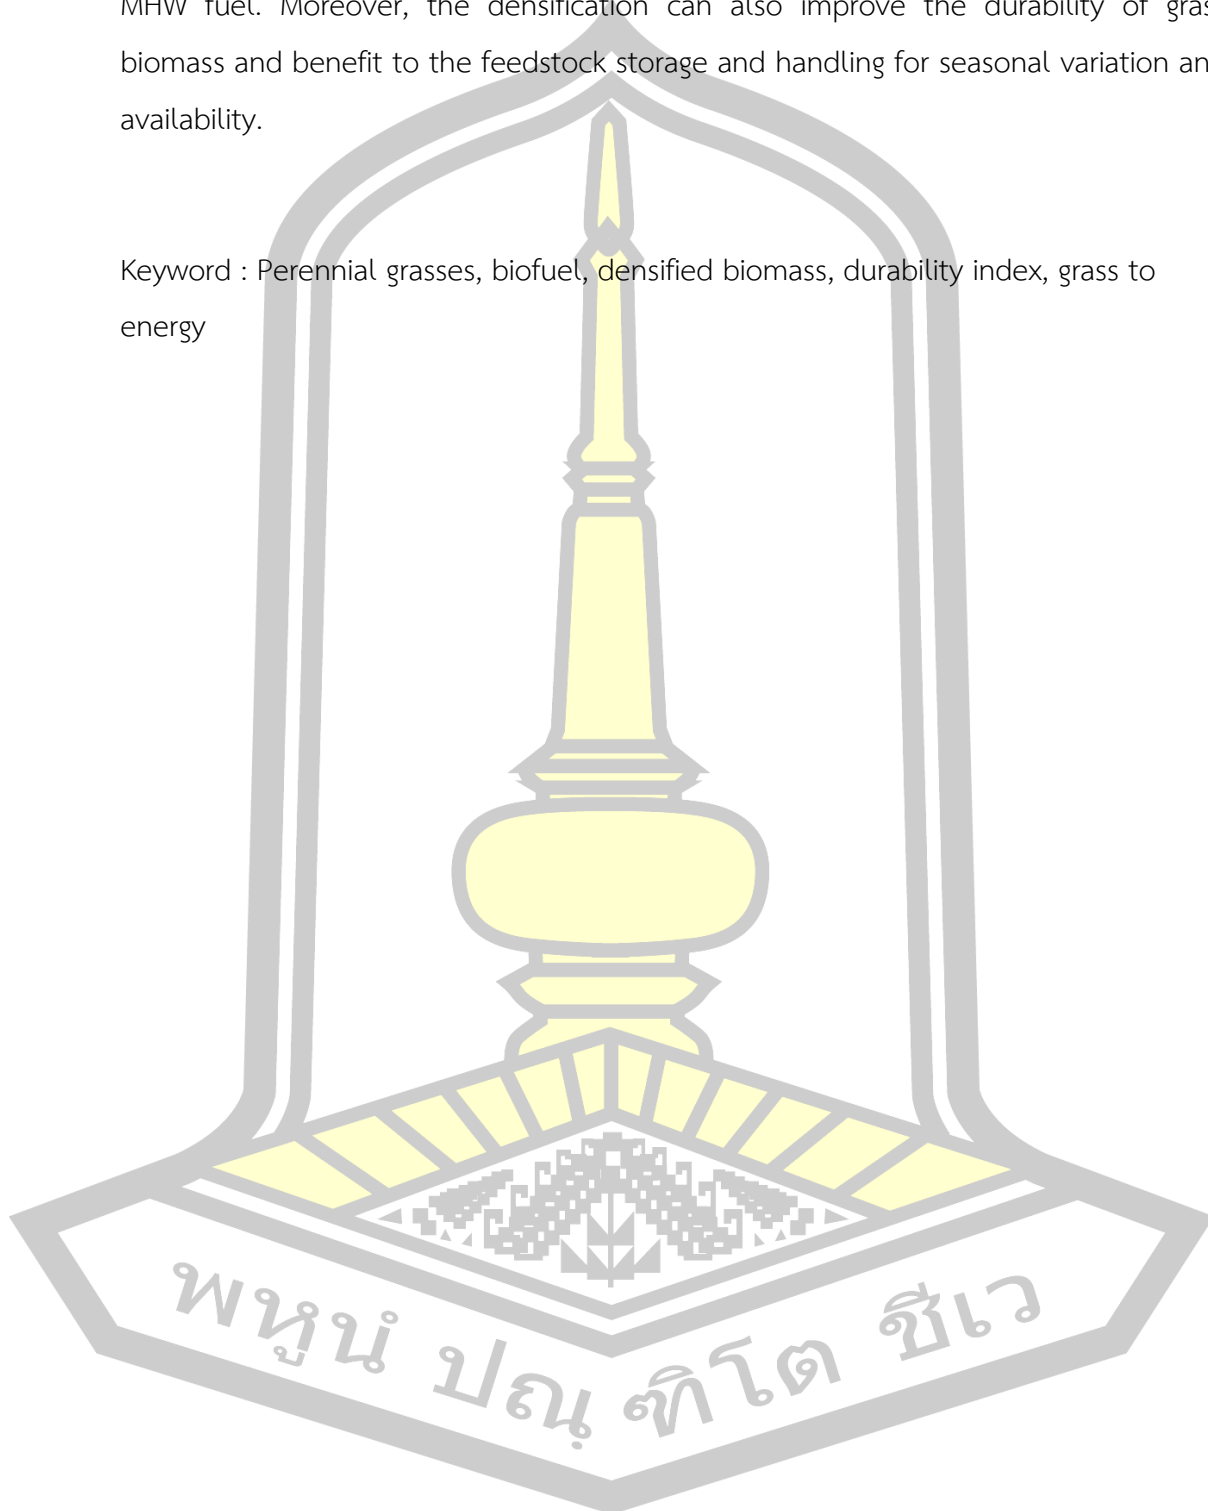 MHW fuel. Moreover, the densification can also improve the durability of gras
biomass and benefit to the feedstock storage and handling for seasonal variation an
availability.
Keyword : Perennial grasses, biofuel, densified biomass, durability index, grass to
energy
พหูนํ ปณฺฑิโต ชีเว